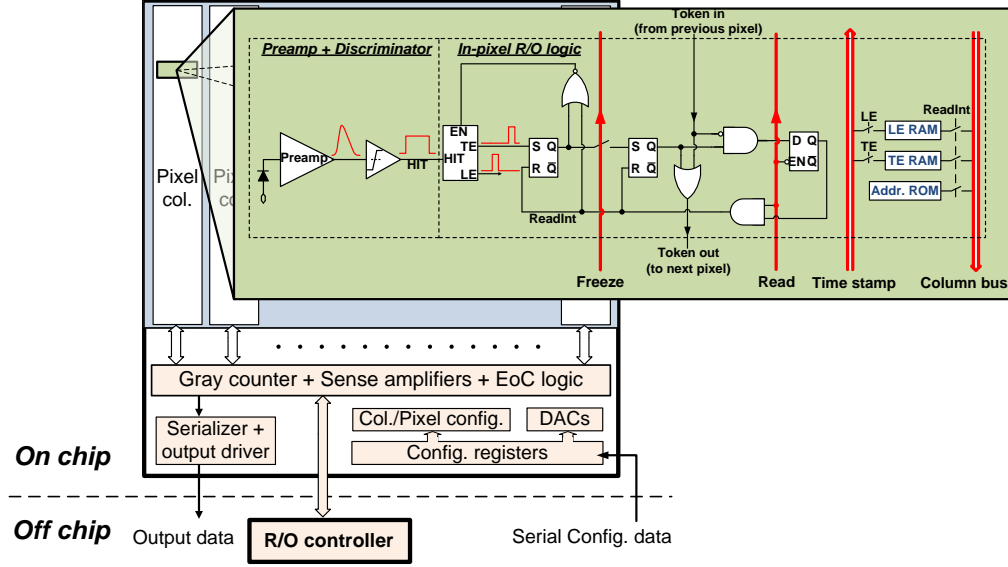 Token in
(from previous pixel)
Preamp + Discriminator
In-pixel R/O logic
EN
TE
HIT
LE
Preamp
HIT
S Q
R Q̅
S Q
R Q̅
D Q
EN Q̅
ReadInt
LE
LE RAM
TE
TE RAM
Addr. ROM
ReadInt
Token out
(to next pixel)
Freeze
Read
Time stamp
Column bus
Pixel
col.
Gray counter + Sense amplifiers + EoC logic
Serializer +
output driver
Col./Pixel config.
DACs
Config. registers
On chip
Off chip
Output data
R/O controller
Serial Config. data